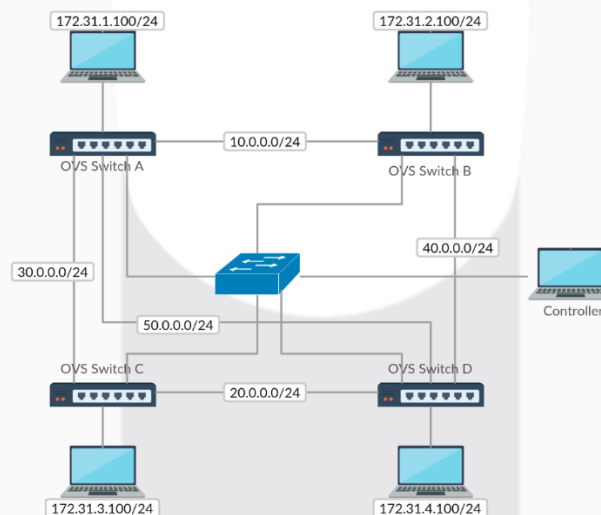 172.31.1.100/24
172.31.2.100/24
10.0.0.0/24
OVS Switch A
OVS Switch B
40.0.0.0/24
30.0.0.0/24
Controller
50.0.0.0/24
OVS Switch C
OVS Switch D
20.0.0.0/24
172.31.3.100/24
172.31.4.100/24